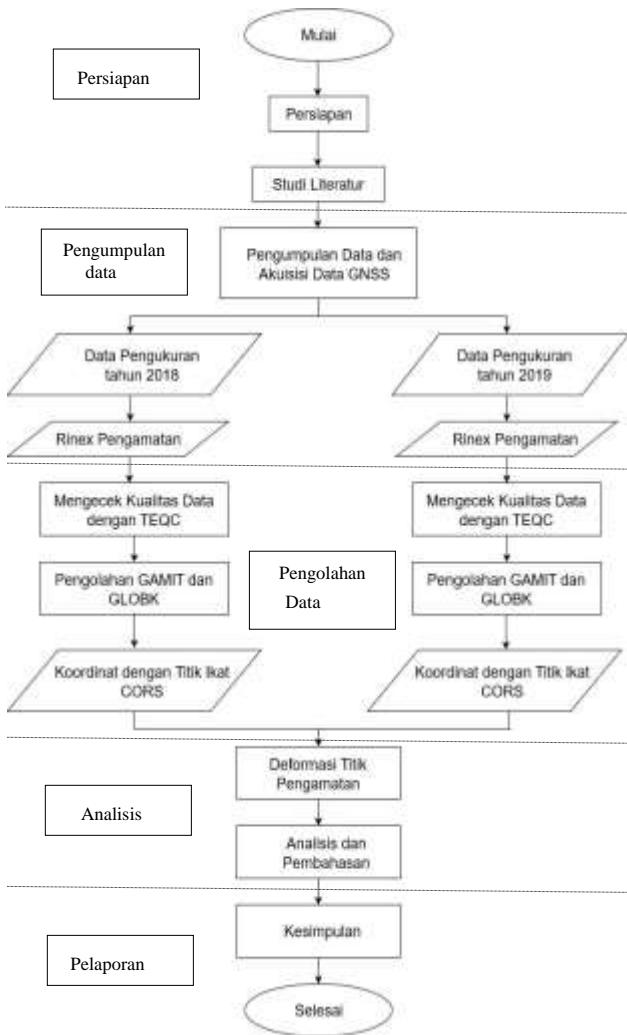 Mulai
Persiapan
Persiapan
Studi Literatur
Pengumpulan
data
Pengumpulan Data dan
Akuisisi Data GNSS
Data Pengukuran
tahun 2018
Data Pengukuran
tahun 2019
Rinex Pengamatan
Rinex Pengamatan
Mengecek Kualitas Data
dengan TEQC
Mengecek Kualitas Data
dengan TEQC
Pengolahan
Data
Pengolahan GAMIT dan
GLOBK
Pengolahan GAMIT dan
GLOBK
Koordinat dengan Titik Ikat
CORS
Koordinat dengan Titik Ikat
CORS
Deformasi Titik
Pengamatan
Analisis
Analisis dan
Pembahasan
Kesimpulan
Pelaporan
Selesai